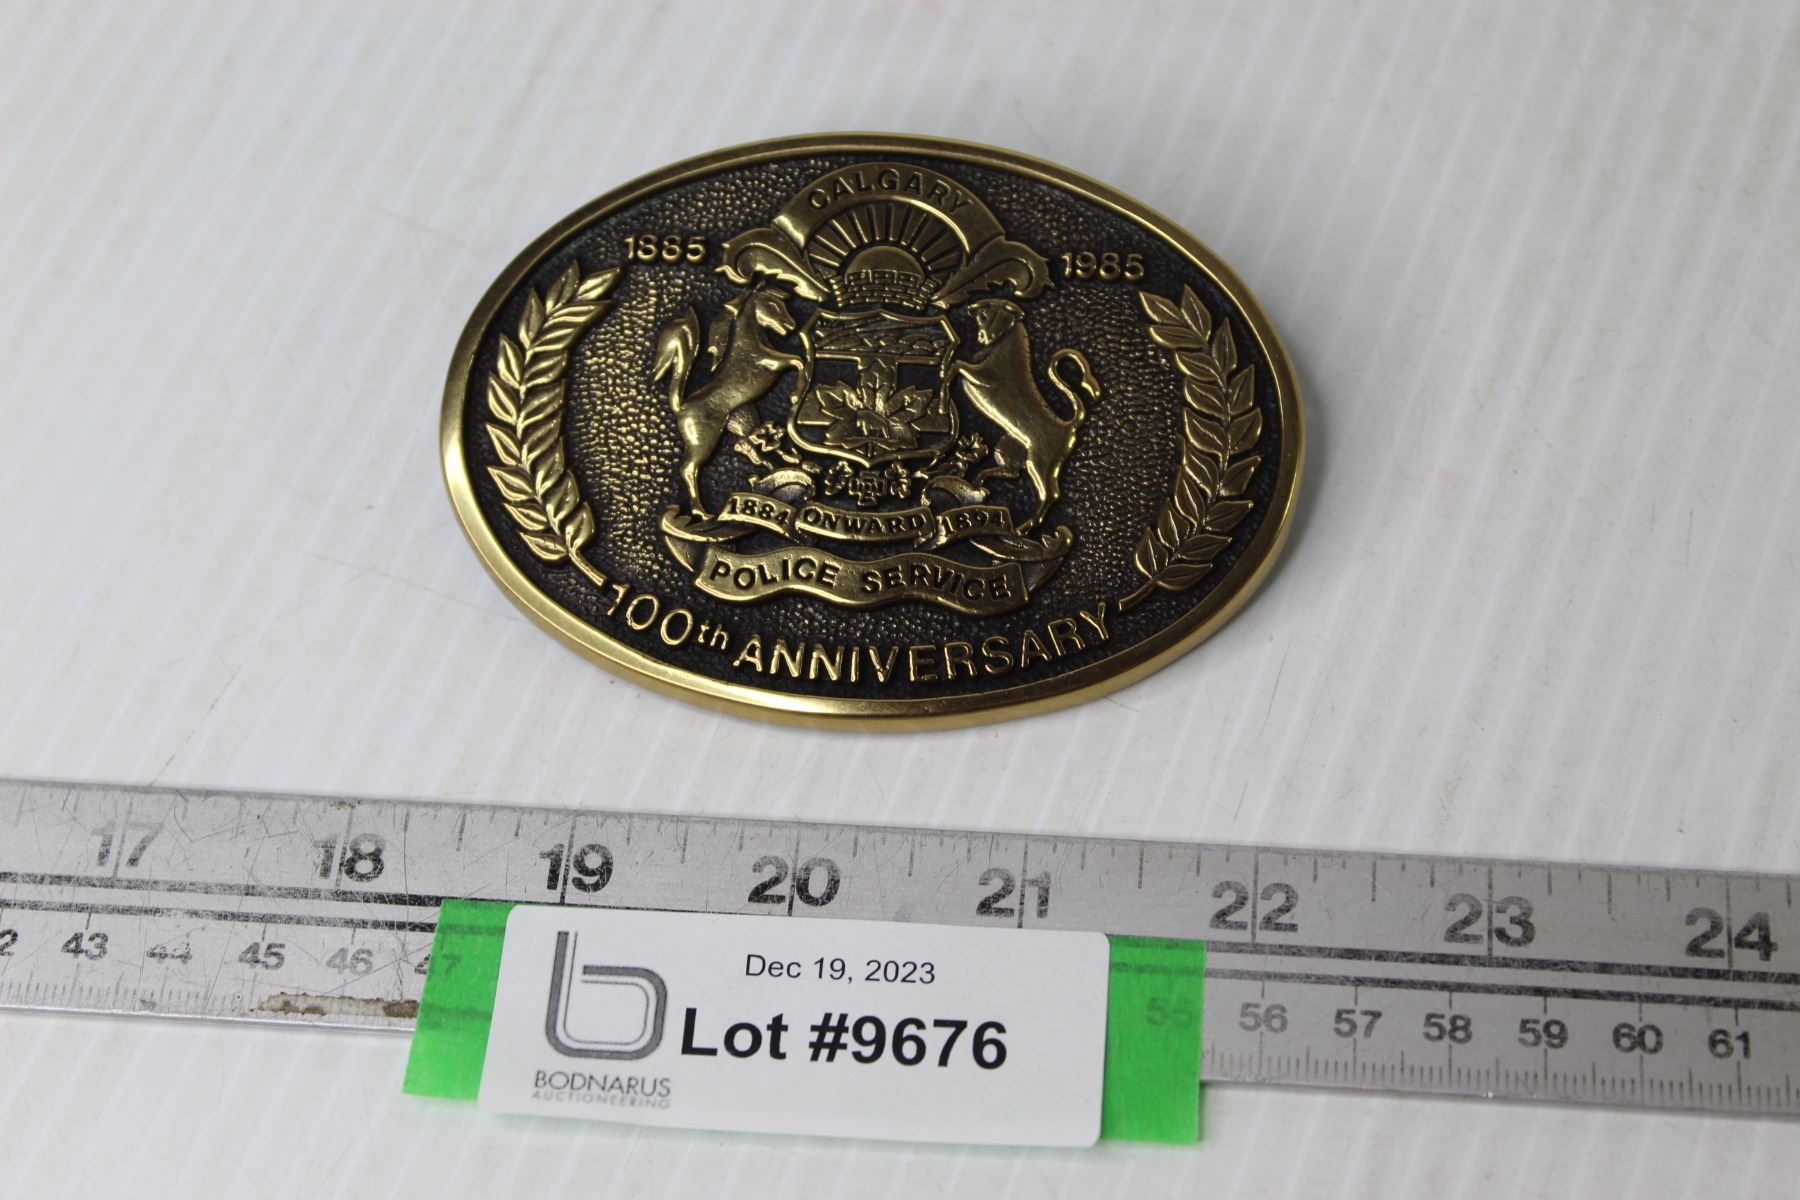 CALGARY
1885 1985
1884 ONWARD 1894
POLICE SERVICE
100th ANNIVERSARY
17 18 19 20 21 22 23 24
2 43 44 45 46 47 55 56 57 58 59 60 61
Dec 19, 2023
Lot #9676
BODNARUS
AUCTIONEERING